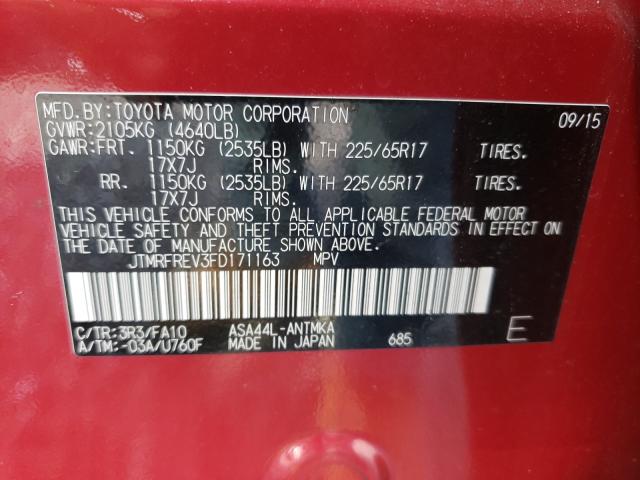 MFD.BY:TOYOTA MOTOR CORPORATION 09/15
GVWR:2105KG (4640LB)
GAWR:FRT. 1150KG (2535LB) WITH 225/65R17 TIRES.
17X7J RIMS.
RR. 1150KG (2535LB) WITH 225/65R17 TIRES.
17X7J RIMS.
THIS VEHICLE CONFORMS TO ALL APPLICABLE FEDERAL MOTOR
VEHICLE SAFETY AND THEFT PREVENTION STANDARDS IN EFFECT
ON THE DATE OF MANUFACTURE SHOWN ABOVE.
JTMRFREV3FD171163 MPV
C/TR:3R3/FA10 ASA44L-ANTMKA
A/TM:-03A/U760F MADE IN JAPAN 685 E